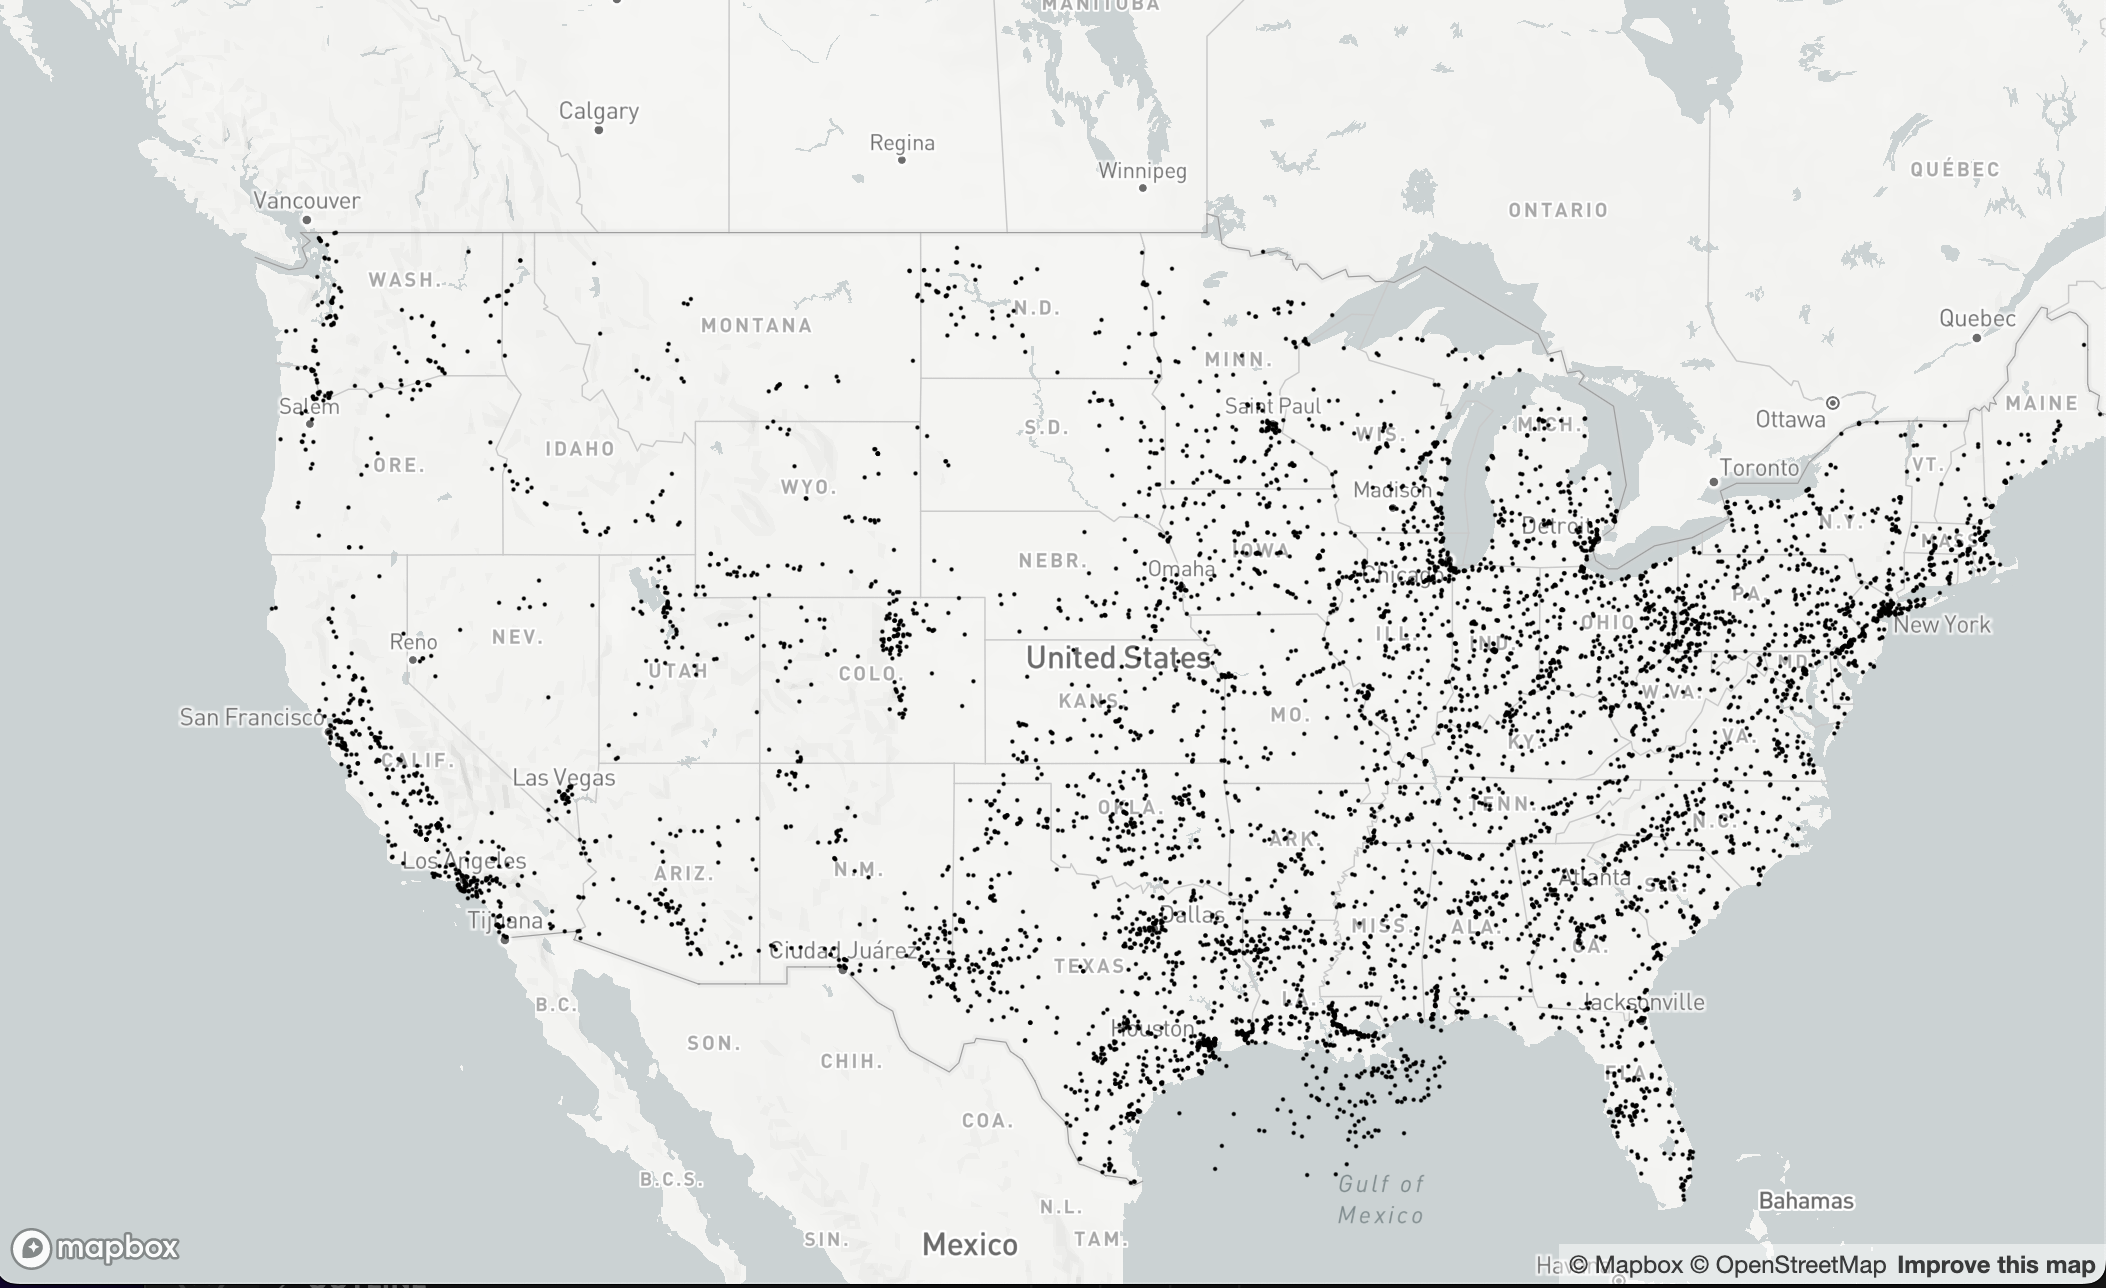 MANITOBA
Calgary
Regina
Winnipeg
QUÉBEC
Vancouver
ONTARIO
WASH.
MONTANA
N.D.
Quebec
MINN.
Salem
Saint Paul
MAINE
Ottawa
S.D.
WIS.
MICH.
IDAHO
ORE.
VT.
Toronto
WYO.
Madison
Detroit
N.Y.
MASS.
NEBR.
IOWA
Omaha
Chicago
PA.
OHIO
New York
NEV.
Reno
ILL.
IND.
UTAH
COLO.
United States
MD.
W.VA.
KANS.
San Francisco
MO.
KY.
VA.
CALIF.
Las Vegas
OKLA.
TENN.
N.C.
ARK.
Los Angeles
ARIZ.
N.M.
Atlanta
S.C.
Tijuana
Dallas
MISS.
ALA.
GA.
Ciudad Juárez
TEXAS
B.C.
LA.
Jacksonville
Houston
SON.
CHIH.
FLA.
COA.
B.C.S.
Gulf of
Mexico
Bahamas
N.L.
SIN.
Mexico
TAM.
mapbox
© Mapbox © OpenStreetMap Improve this map